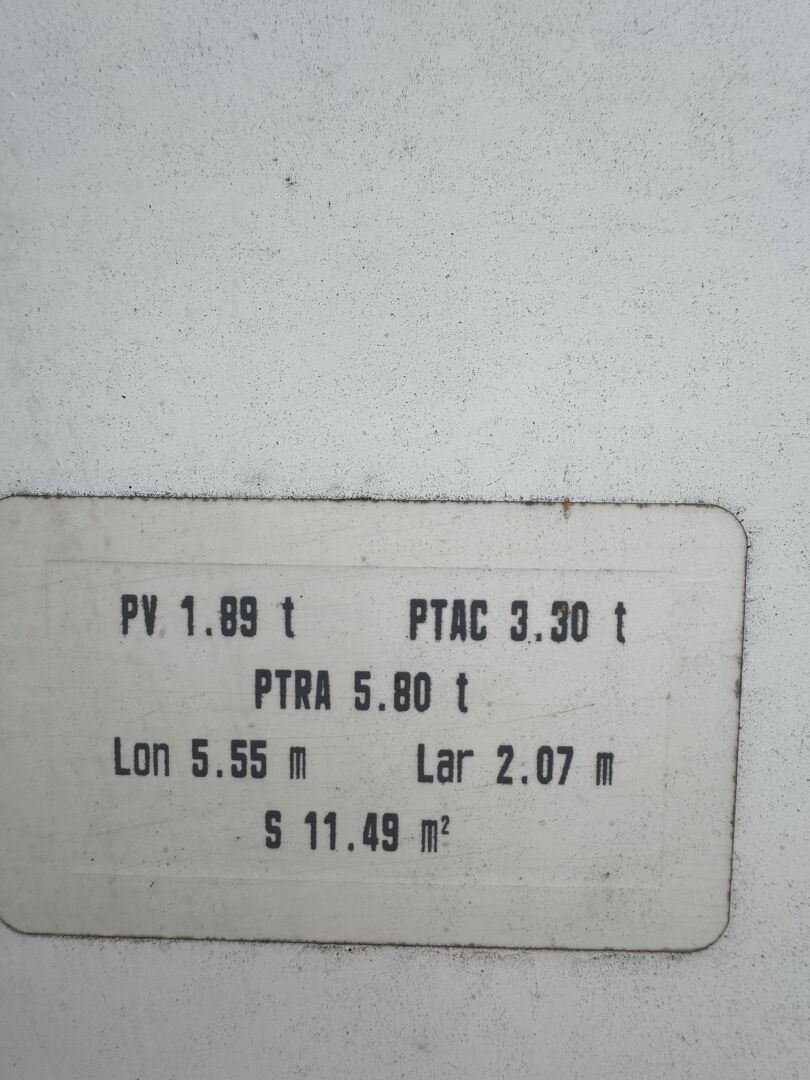 PV 1.89 t PTAC 3.30 t
PTRA 5.80 t
Lon 5.55 m Lar 2.07 m
S 11.49 m²